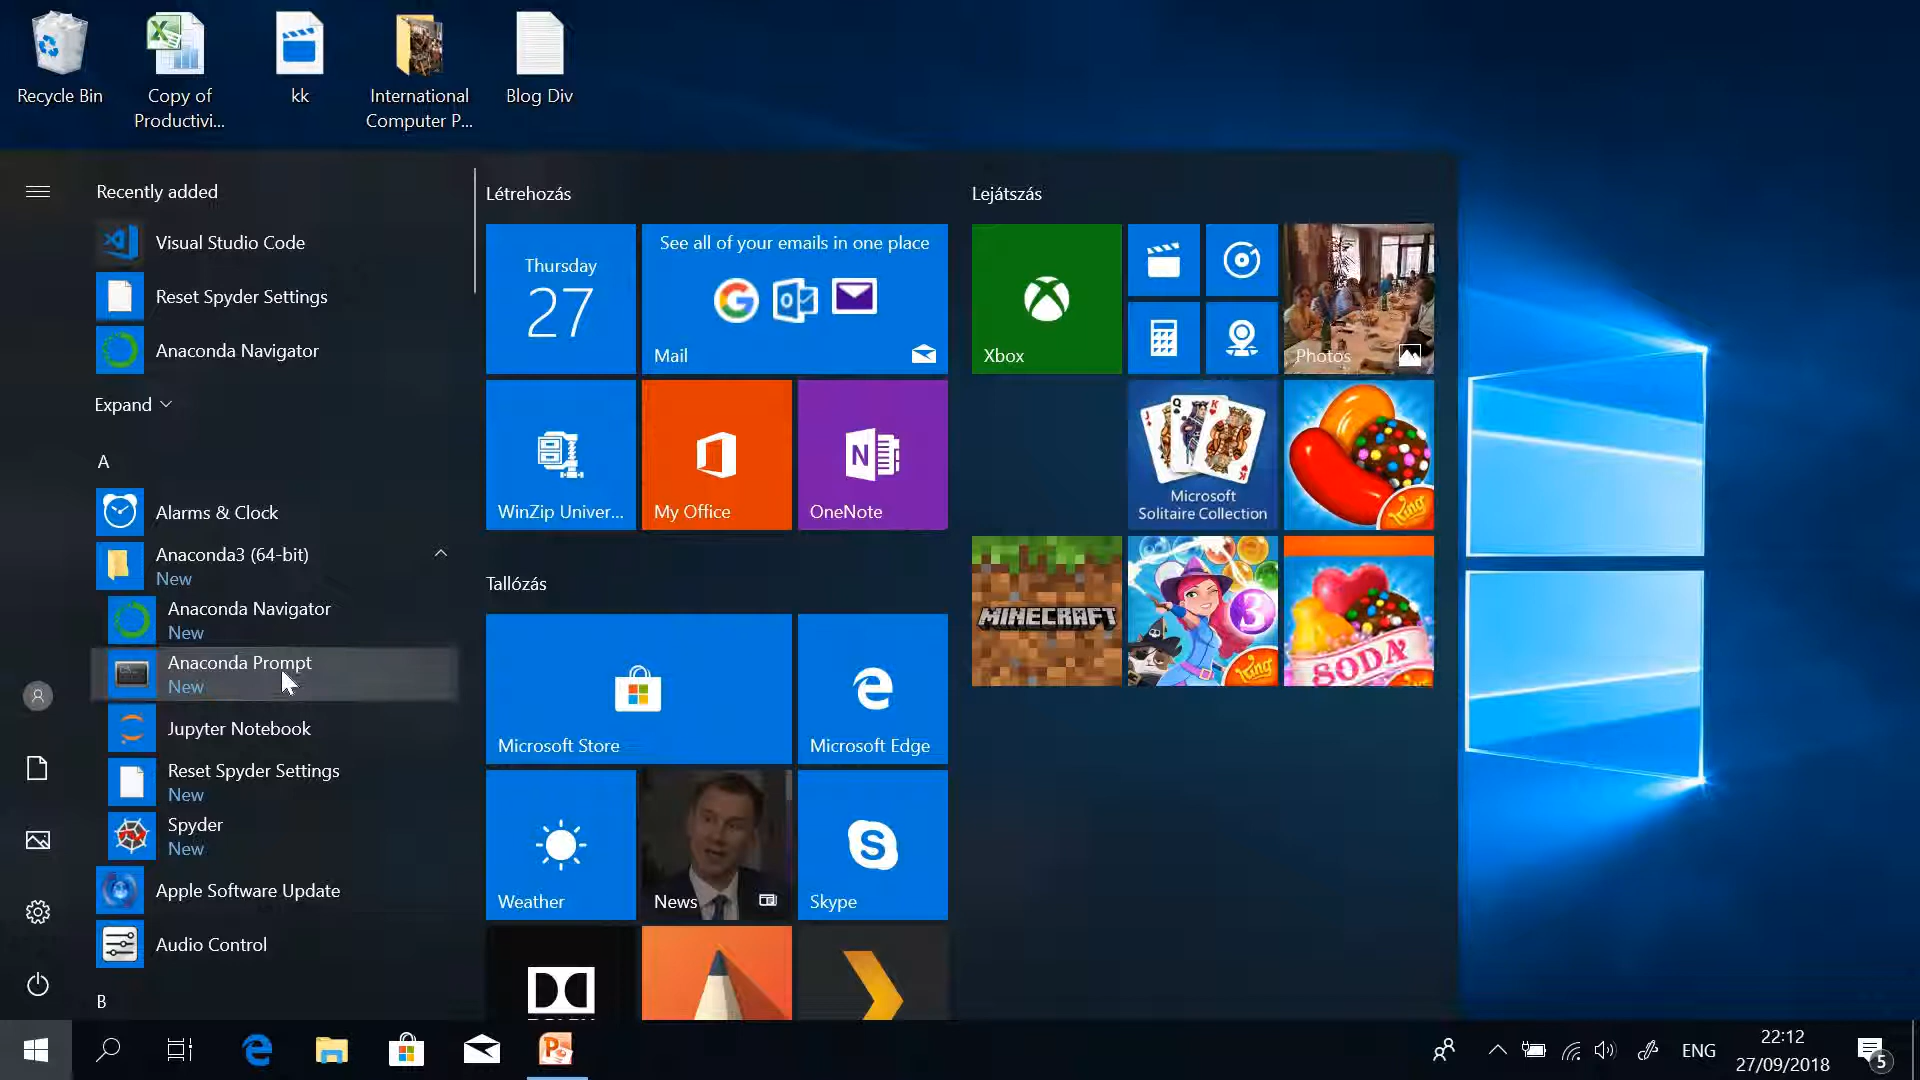 Recycle Bin
Copy of
Productivi...
kk
International
Computer P...
Blog Div
Recently added
Visual Studio Code
Reset Spyder Settings
Anaconda Navigator
Expand
A
Alarms & Clock
Anaconda3 (64-bit)
New
Anaconda Navigator
New
Anaconda Prompt
New
Jupyter Notebook
Reset Spyder Settings
New
Spyder
New
Apple Software Update
Audio Control
B
Létrehozás
Thursday
27
See all of your emails in one place
Mail
WinZip Univer...
My Office
OneNote
Tallózás
Microsoft Store
Microsoft Edge
Weather
News
Skype
Lejátszás
Xbox
Photos
Microsoft
Solitaire Collection
King
MINECRAFT
3
King
SODA
ENG
22:12
27/09/2018
5